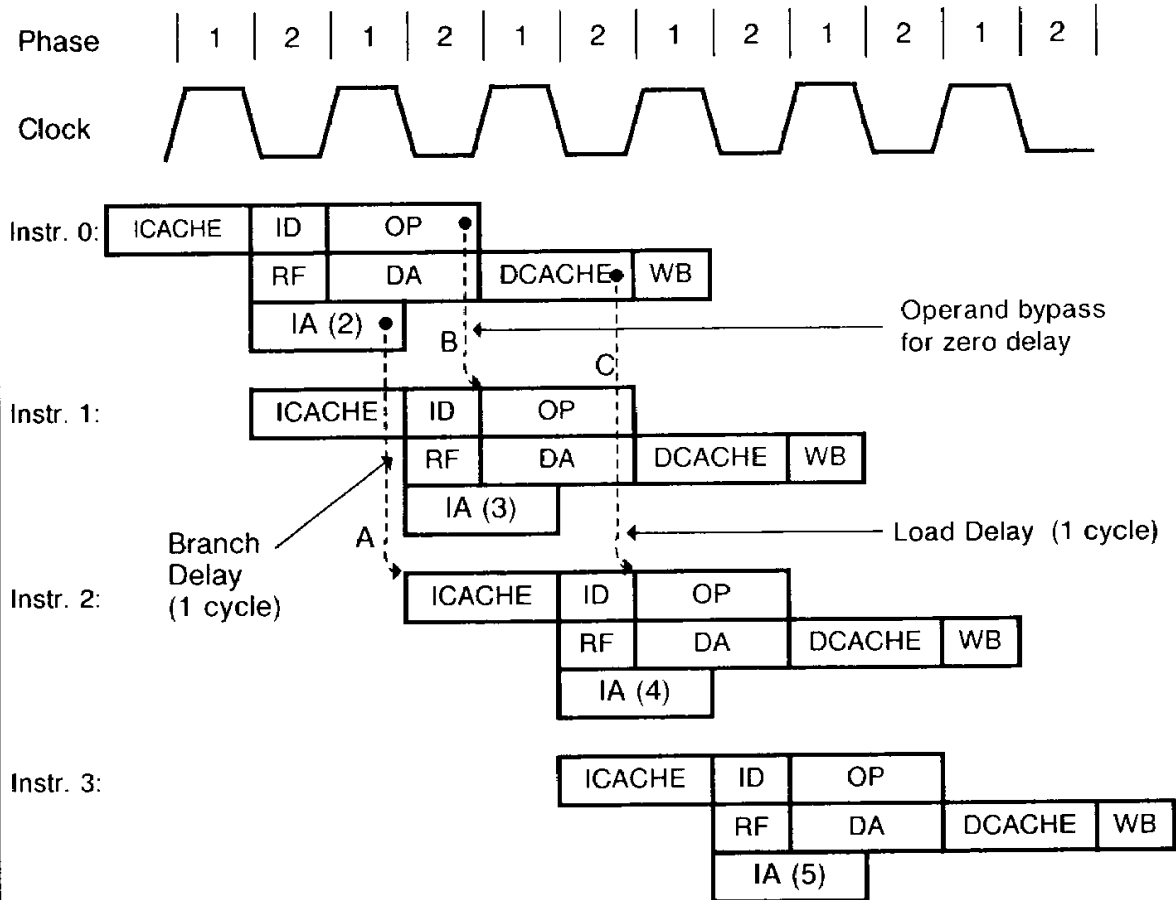 Phase 1 2 1 2 1 2 1 2 1 2 1 2
Clock
Instr. 0: ICACHE ID OP
RF DA DCACHE WB
IA (2)
Operand bypass
for zero delay
B
C
Instr. 1: ICACHE ID OP
RF DA DCACHE WB
IA (3)
Branch
Delay
(1 cycle)
A
Load Delay (1 cycle)
Instr. 2: ICACHE ID OP
RF DA DCACHE WB
IA (4)
Instr. 3: ICACHE ID OP
RF DA DCACHE WB
IA (5)